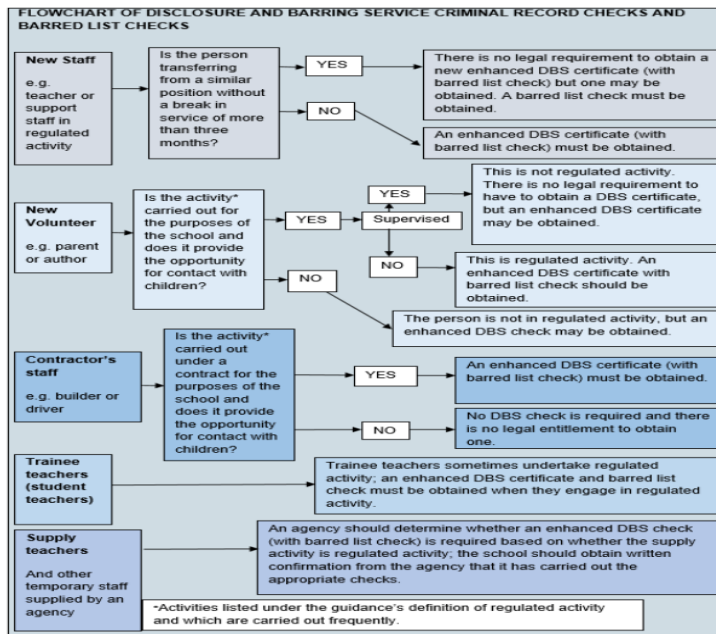 FLOWCHART OF DISCLOSURE AND BARRING SERVICE CRIMINAL RECORD CHECKS AND
BARRED LIST CHECKS
New Staff
e.g.
teacher or
support
staff in
regulated
activity
Is the person
transferring
from a similar
position without
a break in
service of more
than three
months?
YES
There is no legal requirement to obtain a
new enhanced DBS certificate (with
barred list check) but one may be
obtained. A barred list check must be
obtained.
NO
An enhanced DBS certificate (with
barred list check) must be obtained.
New
Volunteer
e.g. parent
or author
Is the activity*
carried out for
the purposes of
the school and
does it provide
the opportunity
for contact with
children?
YES
Supervised
YES
This is not regulated activity.
There is no legal requirement to
have to obtain a DBS certificate,
but an enhanced DBS certificate
may be obtained.
NO
This is regulated activity. An
enhanced DBS certificate with
barred list check should be
obtained.
NO
The person is not in regulated activity, but an
enhanced DBS check may be obtained.
Contractor's
staff
e.g. builder or
driver
Is the activity*
carried out
under a
contract for the
purposes of the
school and
does it provide
the opportunity
for contact with
children?
YES
An enhanced DBS certificate (with
barred list check) must be obtained.
NO
No DBS check is required and there
is no legal entitlement to obtain
one.
Trainee
teachers
(student
teachers)
Trainee teachers sometimes undertake regulated
activity; an enhanced DBS certificate and barred list
check must be obtained when they engage in regulated
activity.
Supply
teachers
And other
temporary staff
supplied by an
agency
An agency should determine whether an enhanced DBS check
(with barred list check) is required based on whether the supply
activity is regulated activity; the school should obtain written
confirmation from the agency that it has carried out the
appropriate checks.
*Activities listed under the guidance's definition of regulated activity
and which are carried out frequently.